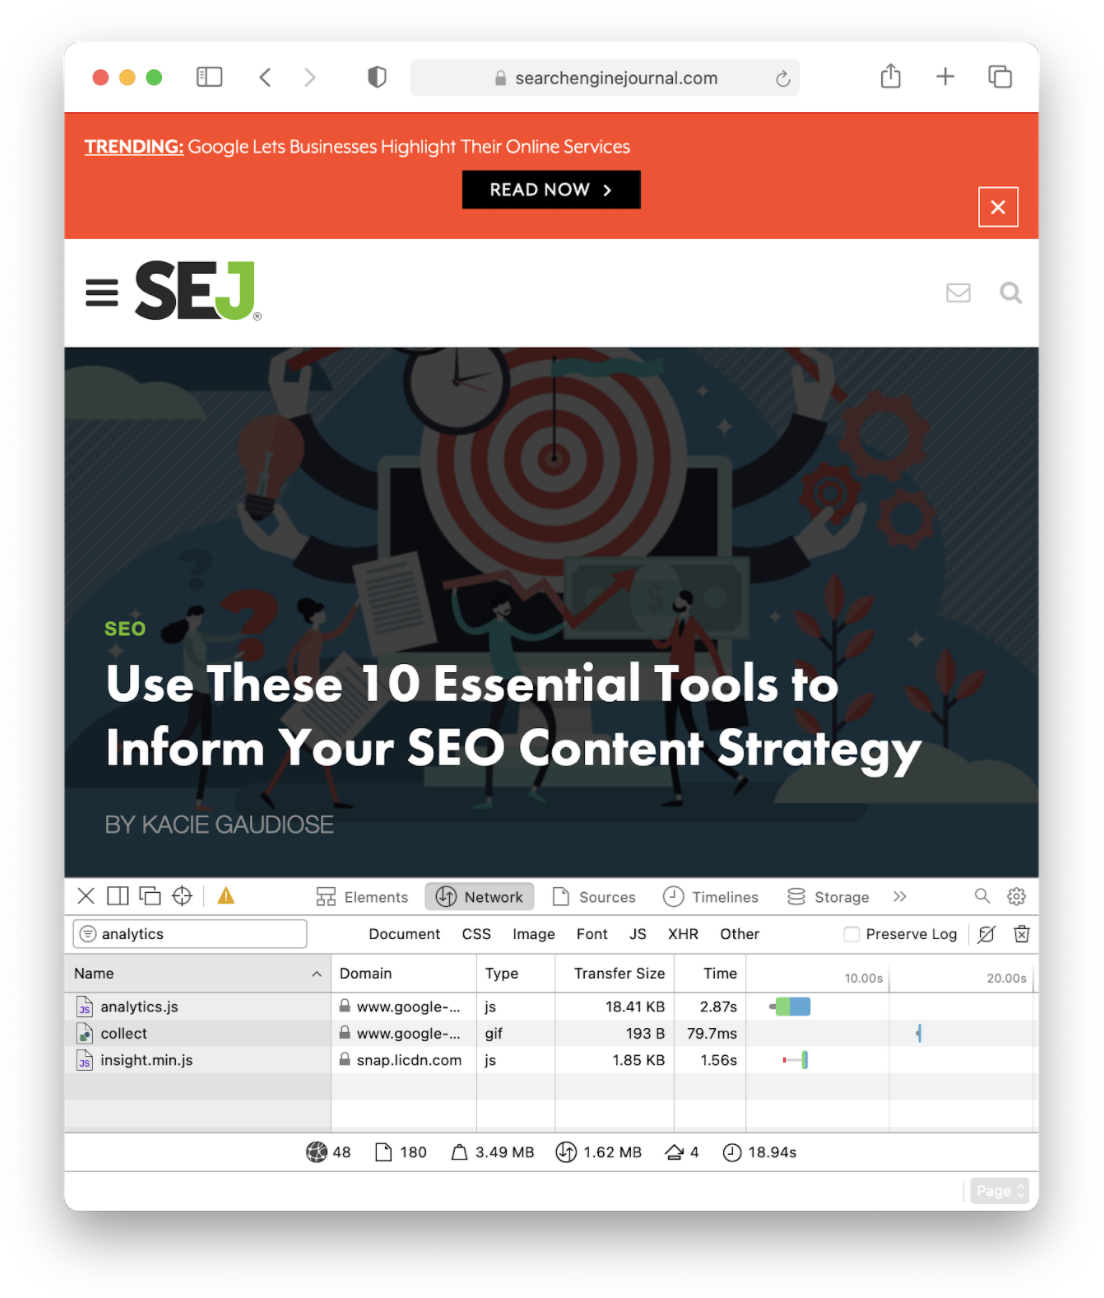 searchenginejournal.com
TRENDING: Google Lets Businesses Highlight Their Online Services
READ NOW >
SEJ®
SEO
Use These 10 Essential Tools to
Inform Your SEO Content Strategy
BY KACIE GAUDIOSE
Elements Network Sources Timelines Storage >>
analytics Document CSS Image Font JS XHR Other Preserve Log
Name Domain Type Transfer Size Time 10.00s 20.00s
JS analytics.js www.google-... js 18.41 KB 2.87s
collect www.google-... gif 193 B 79.7ms
JS insight.min.js snap.licdn.com js 1.85 KB 1.56s
48 180 3.49 MB 1.62 MB 4 18.94s
Page